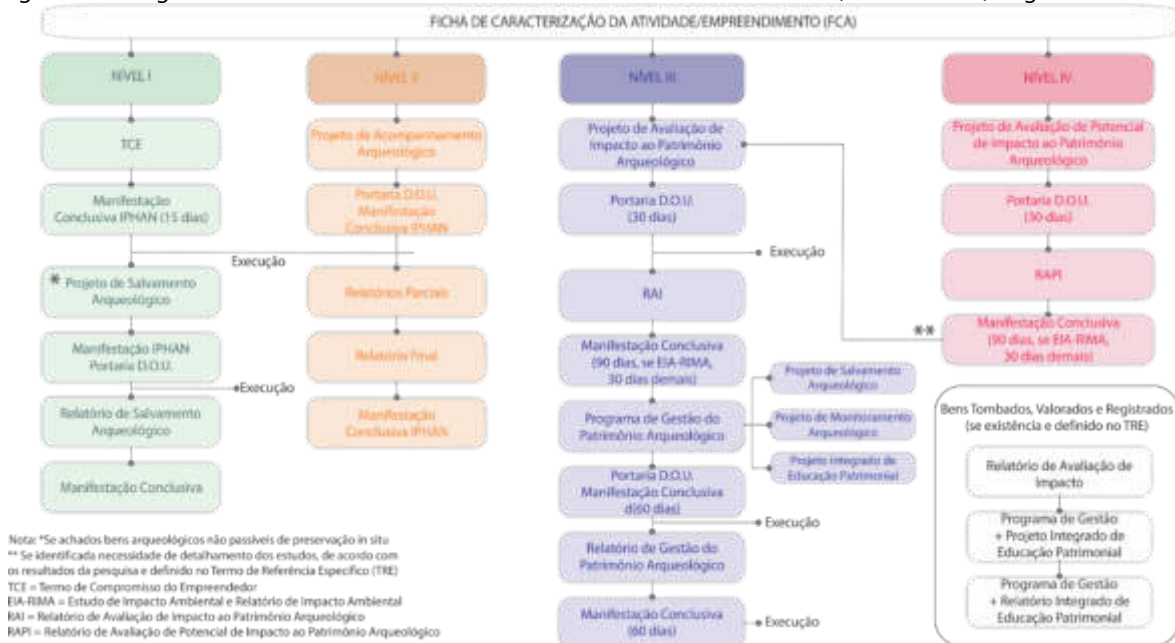 FICHA DE CARACTERIZAÇÃO DA ATIVIDADE/EMPREENDIMENTO (FCA)
NÍVEL I
TCE
Manifestação
Conclusiva IPHAN (15 dias)
Execução
* Projeto de Salvamento
Arqueológico
Manifestação IPHAN
Portaria D.O.U.
Execução
Relatório de Salvamento
Arqueológico
Manifestação Conclusiva
NÍVEL II
Projeto de Acompanhamento
Arqueológico
Portaria D.O.U.
Manifestação
Conclusiva IPHAN
Relatórios Parciais
Relatório Final
Manifestação
Conclusiva IPHAN
NÍVEL III
Projeto de Avaliação de
Impacto ao Patrimônio
Arqueológico
Portaria D.O.U.
(30 dias)
Execução
RAI
Manifestação Conclusiva
(90 dias, se EIA-RIMA,
30 dias demais)
Programa de Gestão do
Patrimônio Arqueológico
Projeto de Salvamento
Arqueológico
Projeto de Monitoramento
Arqueológico
Projeto Integrado de
Educação Patrimonial
Portaria D.O.U.
Manifestação Conclusiva
d(60 dias)
Execução
Relatório de Gestão do
Patrimônio Arqueológico
Manifestação Conclusiva
(60 dias)
Execução
NÍVEL IV
Projeto de Avaliação de Potencial
de impacto ao Patrimônio
Arqueológico
Portaria D.O.U.
(30 dias)
RAPI
**
Manifestação Conclusiva
(90 dias, se EIA-RIMA,
30 dias demais)
Bens Tombados, Valorados e Registrados
(se existência e definido no TRE)
Relatório de Avaliação de
Impacto
Programa de Gestão
+ Projeto Integrado de
Educação Patrimonial
Programa de Gestão
+ Relatório Integrado de
Educação Patrimonial
Nota: *Se achados bens arqueológicos não passíveis de preservação in situ
** Se identificada necessidade de detalhamento dos estudos, de acordo com
os resultados da pesquisa e definido no Termo de Referência Específico (TRE)
TCE = Termo de Compromisso do Empreendedor
EIA-RIMA = Estudo de Impacto Ambiental e Relatório de Impacto Ambiental
RAI = Relatório de Avaliação de Impacto ao Patrimônio Arqueológico
RAPI = Relatório de Avaliação de Potencial de Impacto ao Patrimônio Arqueológico